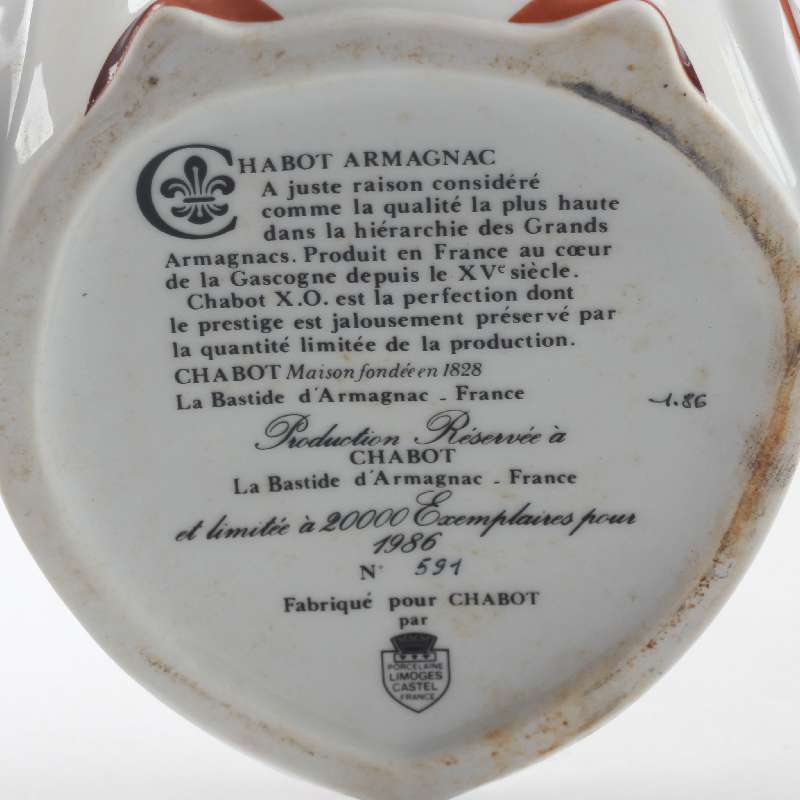 CHABOT ARMAGNAC
A juste raison considéré
comme la qualité la plus haute
dans la hiérarchie des Grands
Armagnacs. Produit en France au cœur
de la Gascogne depuis le XVe siècle.
Chabot X.O. est la perfection dont
le prestige est jalousement préservé par
la quantité limitée de la production.
CHABOT Maison fondée en 1828
La Bastide d'Armagnac - France
1.86
Production Réservée à
CHABOT
La Bastide d'Armagnac - France
et limitée à 20000 Exemplaires pour
1986
N° 591
Fabriqué pour CHABOT
par
PORCELAINE
LIMOGES
CASTEL
FRANCE